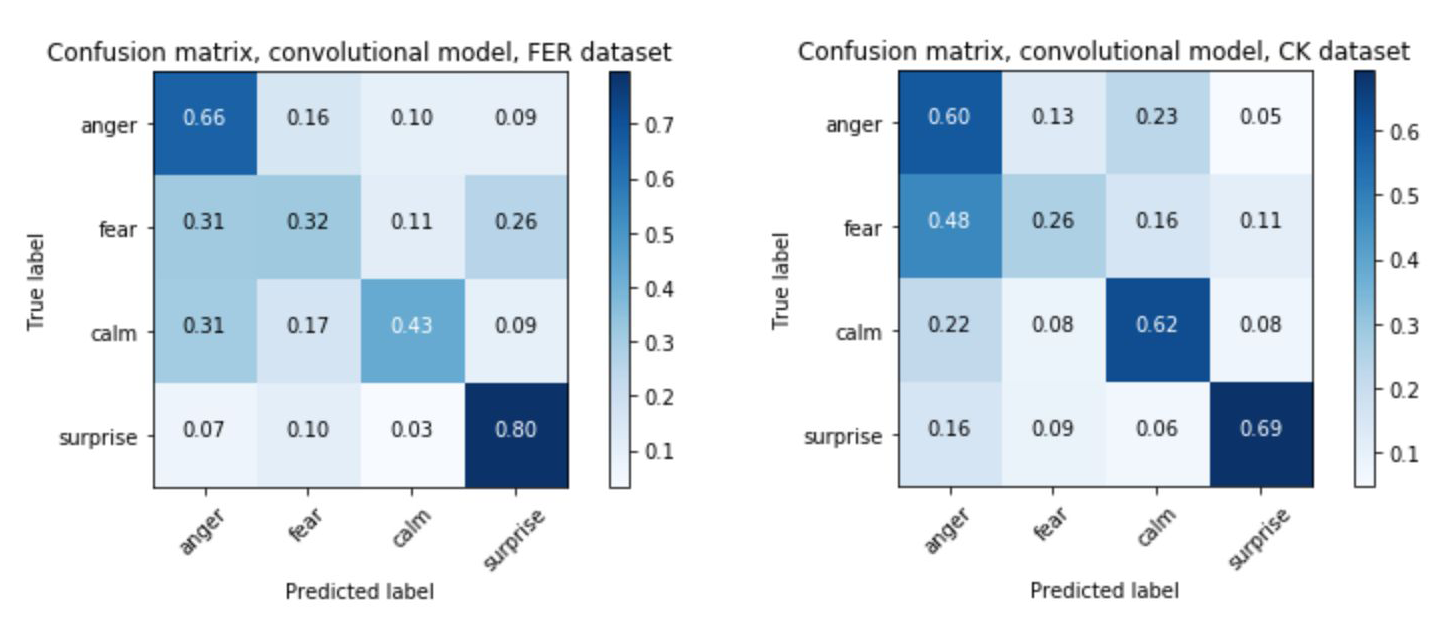 Confusion matrix, convolutional model, FER dataset
anger 0.66 0.16 0.10 0.09
fear 0.31 0.32 0.11 0.26
calm 0.31 0.17 0.43 0.09
surprise 0.07 0.10 0.03 0.80
anger fear calm surprise
True label
Predicted label
0.7
0.6
0.5
0.4
0.3
0.2
0.1
Confusion matrix, convolutional model, CK dataset
anger 0.60 0.13 0.23 0.05
fear 0.48 0.26 0.16 0.11
calm 0.22 0.08 0.62 0.08
surprise 0.16 0.09 0.06 0.69
anger fear calm surprise
True label
Predicted label
0.6
0.5
0.4
0.3
0.2
0.1